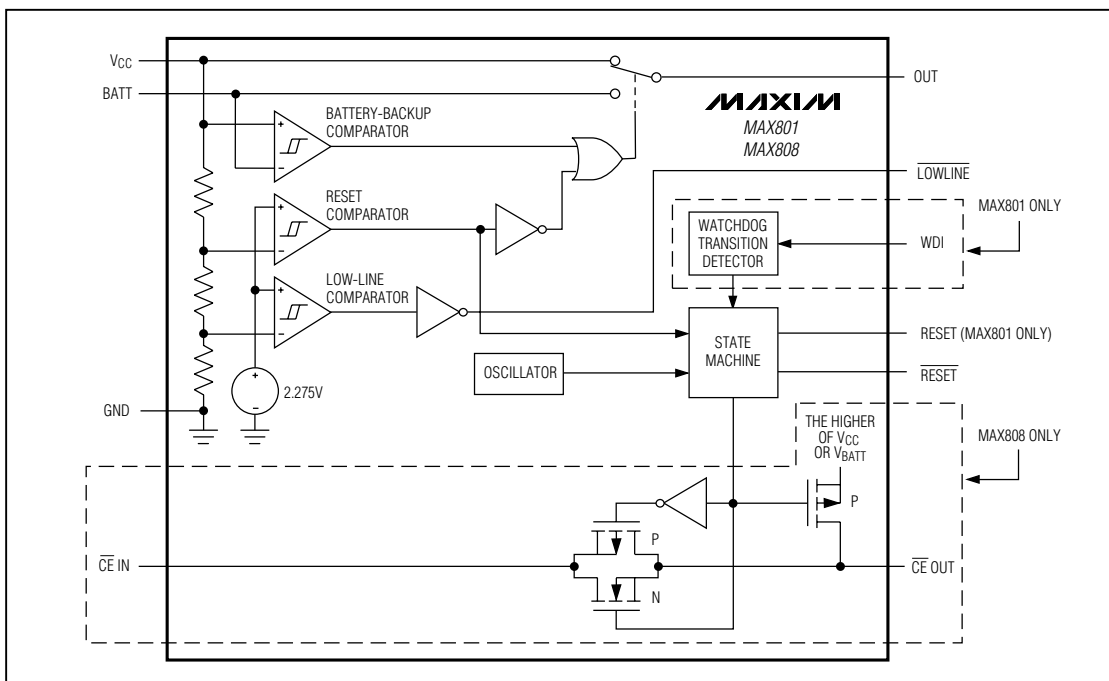 VCC
BATT
OUT
BATTERY-BACKUP
COMPARATOR
+
−
MAXIM
MAX801
MAX808
LOWLINE
RESET
COMPARATOR
+
−
MAX801 ONLY
WATCHDOG
TRANSITION
DETECTOR
WDI
LOW-LINE
COMPARATOR
+
−
STATE
MACHINE
RESET (MAX801 ONLY)
OSCILLATOR
RESET
+
−
2.275V
GND
THE HIGHER
OF VCC
OR VBATT
MAX808 ONLY
P
P
CE IN
CE OUT
N